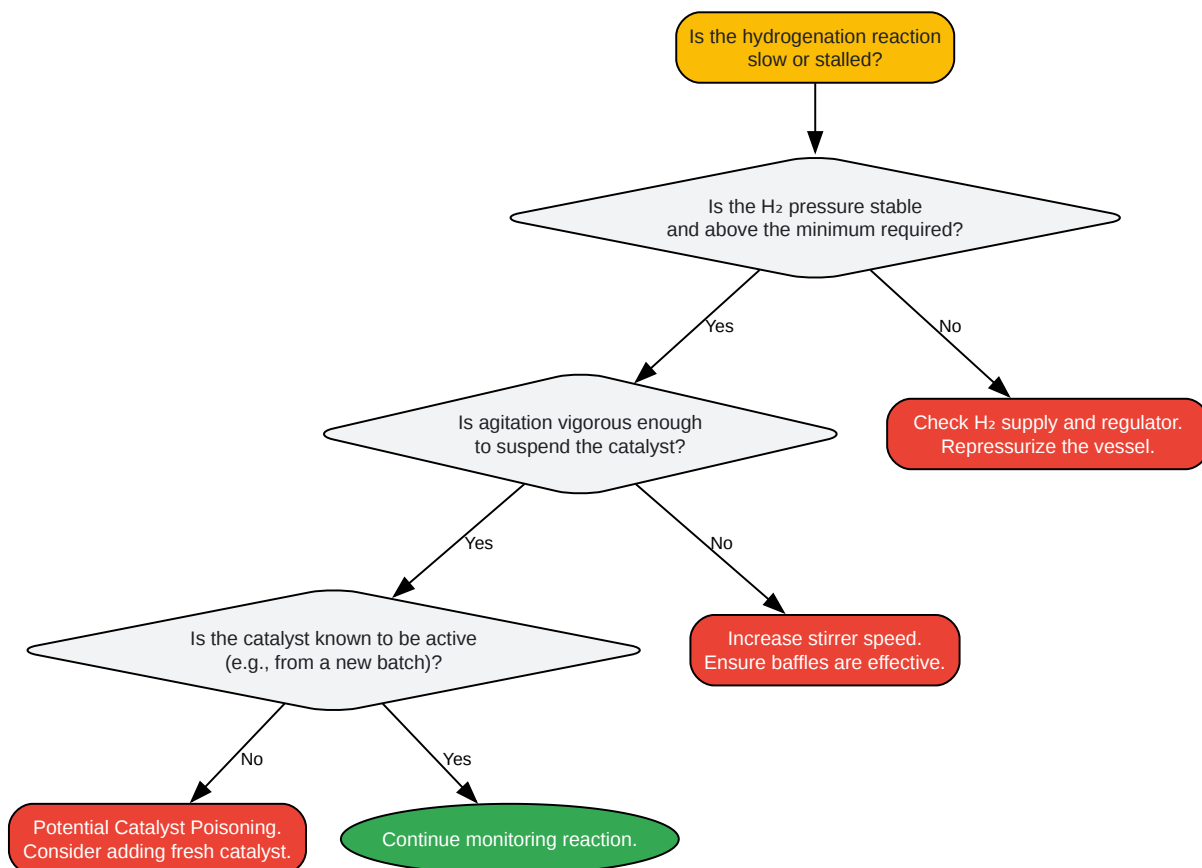 Is the hydrogenation reaction
slow or stalled?
Is the H₂ pressure stable
and above the minimum required?
Yes
No
Is agitation vigorous enough
to suspend the catalyst?
Check H₂ supply and regulator.
Repressurize the vessel.
Yes
No
Is the catalyst known to be active
(e.g., from a new batch)?
Increase stirrer speed.
Ensure baffles are effective.
No
Yes
Potential Catalyst Poisoning.
Consider adding fresh catalyst.
Continue monitoring reaction.